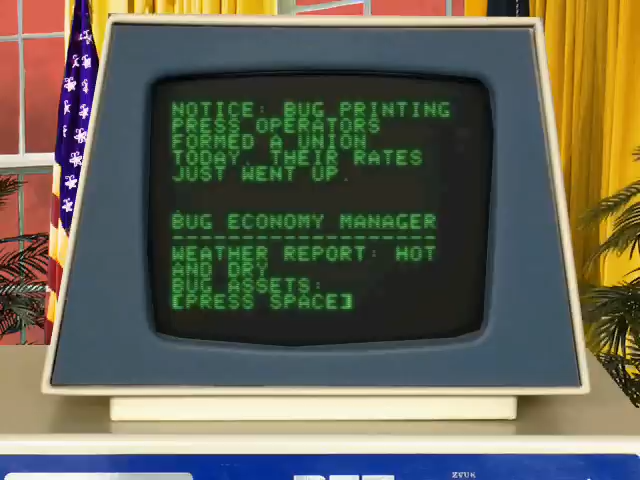 NOTICE: BUG PRINTING
PRESS OPERATORS
FORMED A UNION
TODAY. THEIR RATES
JUST WENT UP.
BUG ECONOMY MANAGER
--------------------
WEATHER REPORT: HOT
AND DRY
BUG ASSETS:
[PRESS SPACE]